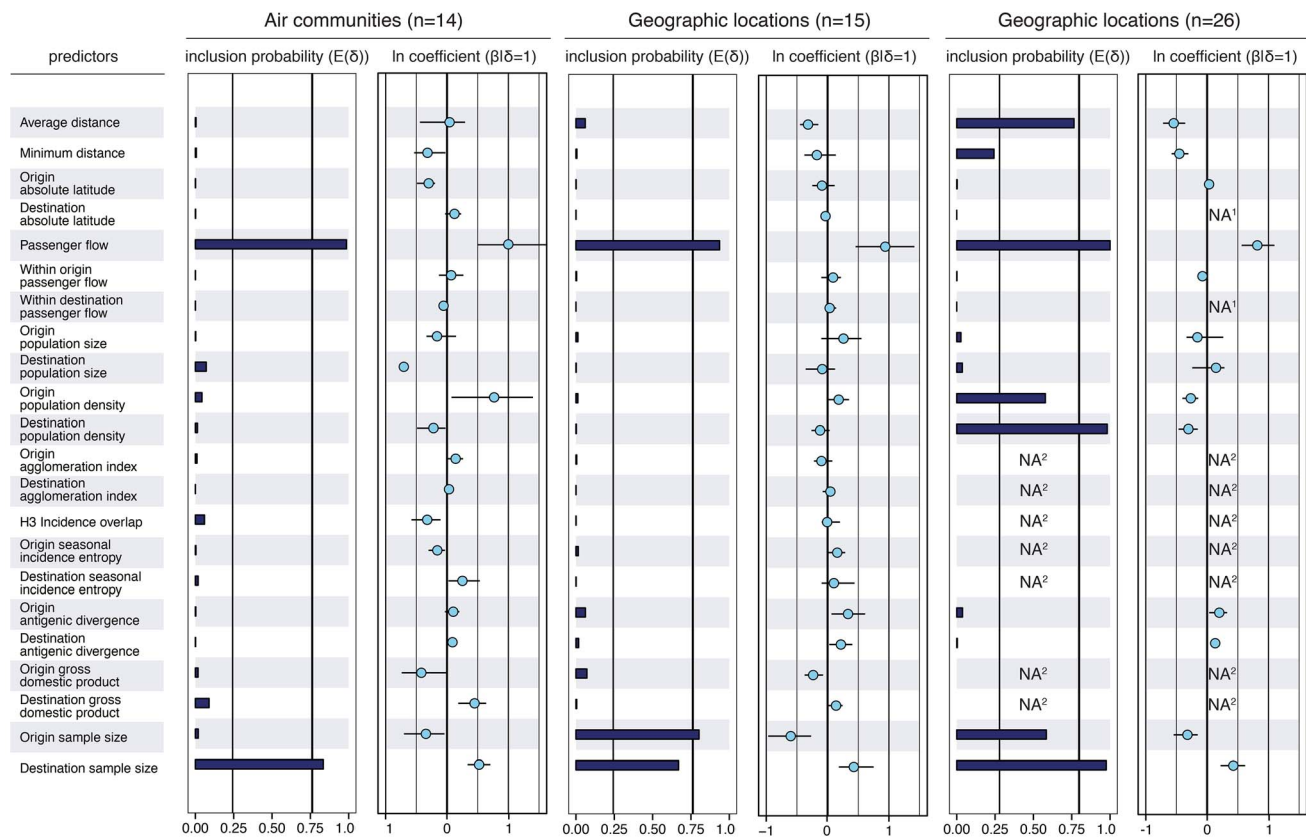 Air communities (n=14)
Geographic locations (n=15)
Geographic locations (n=26)
predictors
inclusion probability (E(δ))
ln coefficient (β|δ=1)
inclusion probability (E(δ))
ln coefficient (β|δ=1)
inclusion probability (E(δ))
ln coefficient (β|δ=1)
Average distance
Minimum distance
Origin
absolute latitude
Destination
absolute latitude
NA¹
Passenger flow
Within origin
passenger flow
Within destination
passenger flow
NA¹
Origin
population size
Destination
population size
Origin
population density
Destination
population density
Origin
agglomeration index
NA² NA²
Destination
agglomeration index
NA² NA²
H3 Incidence overlap
NA² NA²
Origin seasonal
incidence entropy
NA² NA²
Destination seasonal
incidence entropy
NA² NA²
Origin
antigenic divergence
Destination
antigenic divergence
Origin gross
domestic product
NA² NA²
Destination gross
domestic product
NA² NA²
Origin sample size
Destination sample size
0.00 0.25 0.75 1.0
1 0 1
0.00 0.25 0.75 1.0
−1 0 1
0.00 0.25 0.75 1.0
−1 0 1